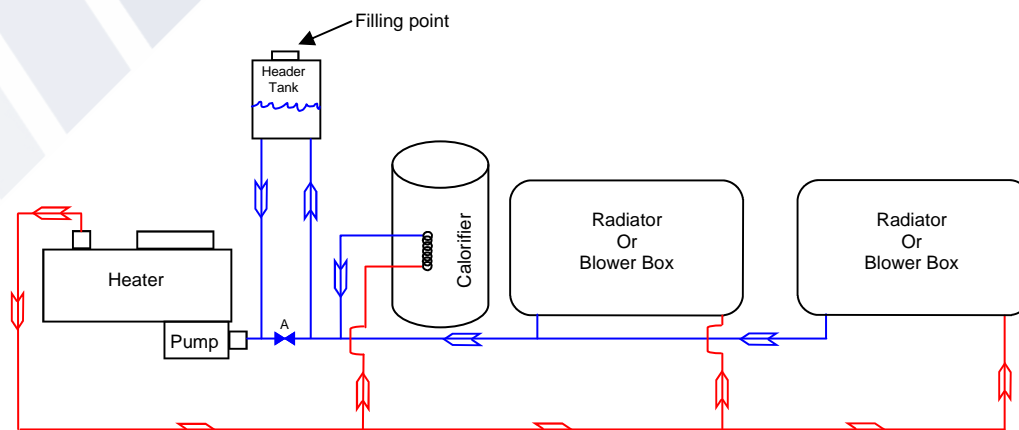 Filling point
Header
Tank
Calorifier
Radiator
Or
Blower Box
Radiator
Or
Blower Box
Heater
A
Pump